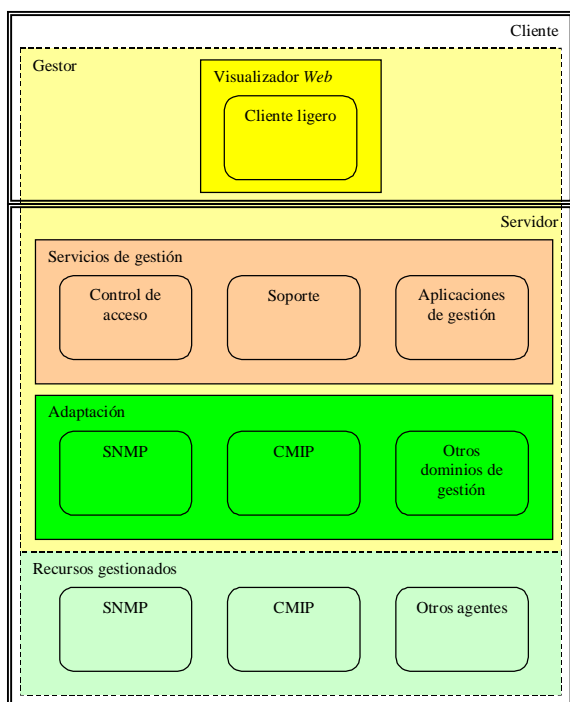 Cliente
Gestor
Visualizador Web
Cliente ligero
Servidor
Servicios de gestión
Control de
acceso
Soporte
Aplicaciones
de gestión
Adaptación
SNMP
CMIP
Otros
dominios de
gestión
Recursos gestionados
SNMP
CMIP
Otros agentes